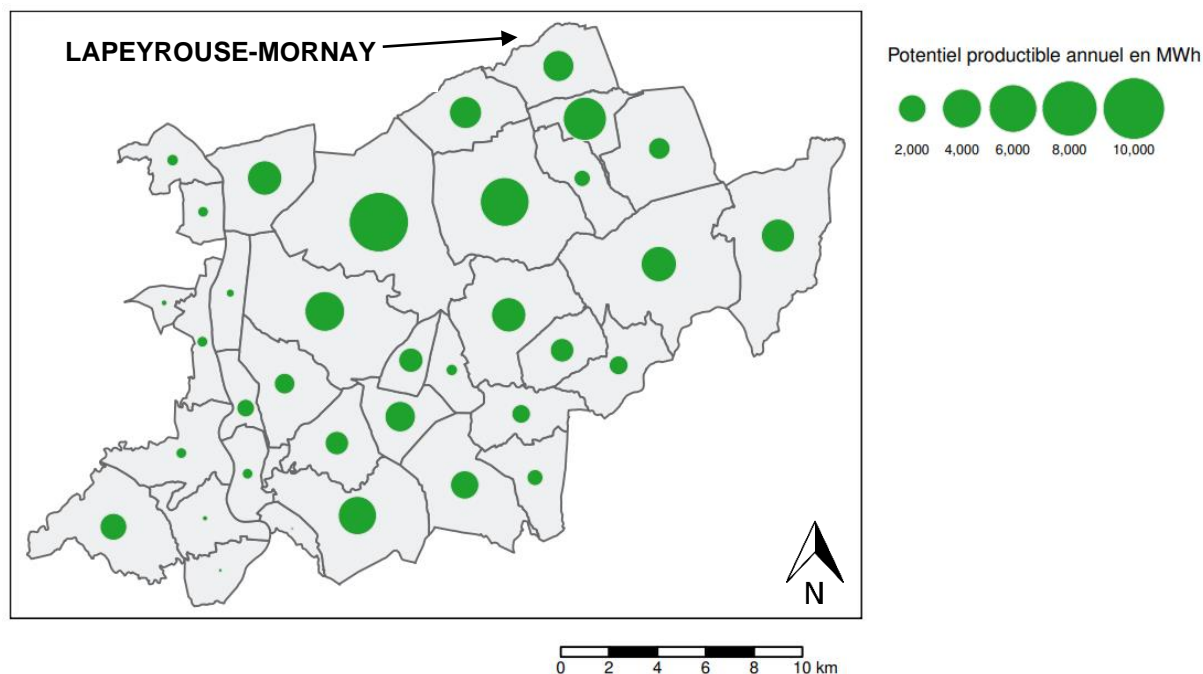 LAPEYROUSE-MORNAY
Potentiel productible annuel en MWh
2,000 4,000 6,000 8,000 10,000
N
0 2 4 6 8 10 km